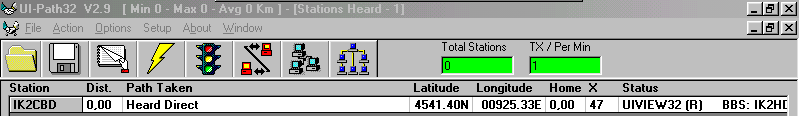 UI-Path32 V2.9 [ Min 0 - Max 0 - Avg 0 Km ] - [Stations Heard - 1]
File Action Options Setup About Window
Total Stations TX / Per Min
0 1
Station Dist. Path Taken Latitude Longitude Home X Status
IK2CBD 0,00 Heard Direct 4541.40N 00925.33E 0,00 47 UIVIEW32 (R) BBS: IK2HD